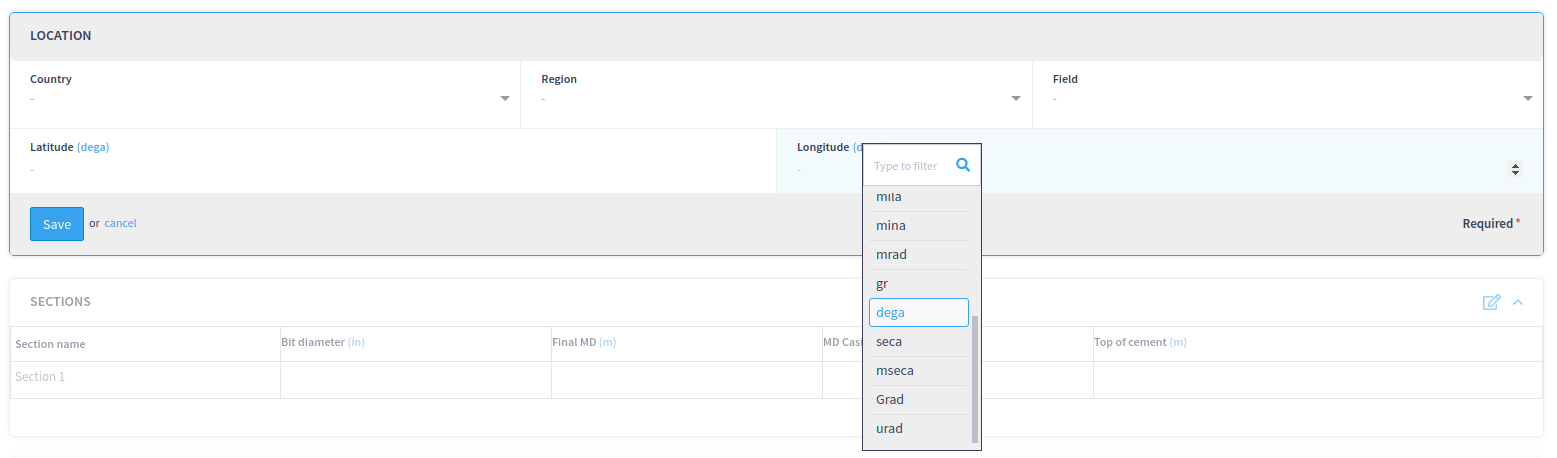 LOCATION
Country Region Field
- - -
Latitude (dega) Longitude (d
- -
Type to filter
mila
mina
mrad
gr
dega
seca
mseca
Grad
urad
Save or cancel Required *
SECTIONS
Section name Bit diameter (in) Final MD (m) MD Casi Top of cement (m)
Section 1